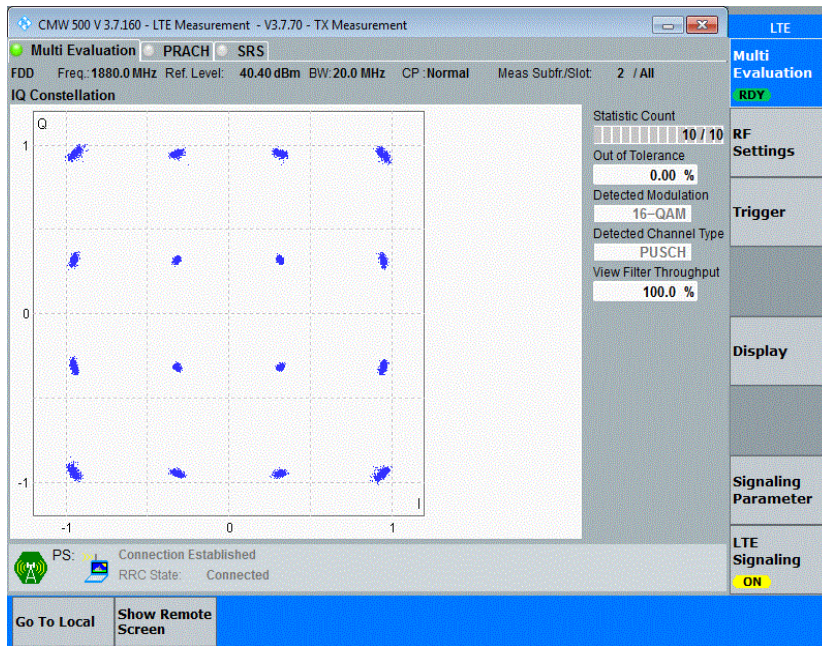 CMW 500 V 3.7.160 - LTE Measurement  - V3.7.70 - TX Measurement
LTE
Multi Evaluation PRACH SRS
FDD Freq.: 1880.0 MHz Ref. Level: 40.40 dBm BW: 20.0 MHz CP : Normal Meas Subfr./Slot: 2 / All
IQ Constellation
Q
1
0
-1
-1 0 1
I
Statistic Count
10 / 10
Out of Tolerance
0.00 %
Detected Modulation
16-QAM
Detected Channel Type
PUSCH
View Filter Throughput
100.0 %
Multi
Evaluation
RDY
RF
Settings
Trigger
Display
Signaling
Parameter
LTE
Signaling
ON
PS: Connection Established
RRC State: Connected
Go To Local
Show Remote
Screen